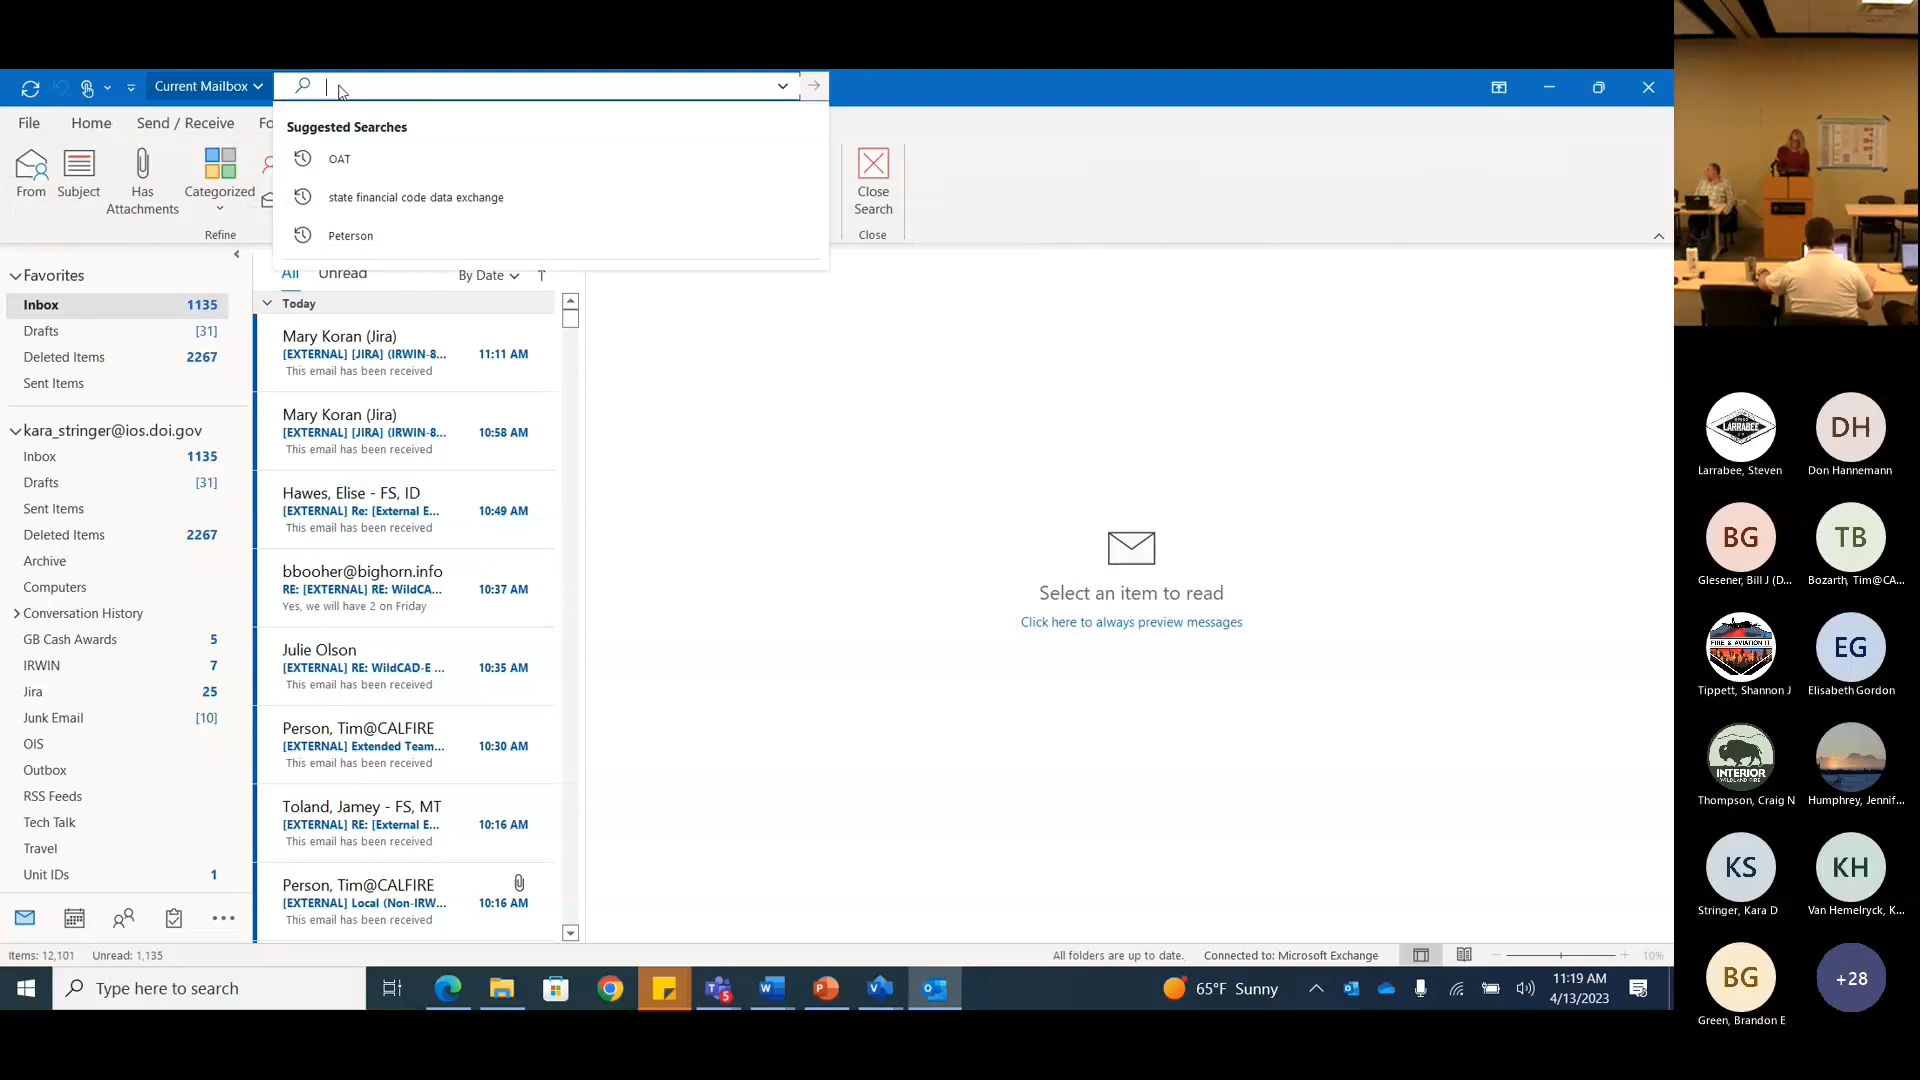 Current Mailbox
File
Home
Send / Receive
Fo
Suggested Searches
OAT
state financial code data exchange
Peterson
From
Subject
Has Attachments
Categorized
Refine
Close Search
Close
Favorites
Inbox 1135
Drafts [31]
Deleted Items 2267
Sent Items
kara_stringer@ios.doi.gov
Inbox 1135
Drafts [31]
Sent Items
Deleted Items 2267
Archive
Computers
Conversation History
GB Cash Awards 5
IRWIN 7
Jira 25
Junk Email [10]
OIS
Outbox
RSS Feeds
Tech Talk
Travel
Unit IDs 1
All Unread By Date
Today
Mary Koran (Jira)
[EXTERNAL] [JIRA] (IRWIN-8... 11:11 AM
This email has been received
Mary Koran (Jira)
[EXTERNAL] [JIRA] (IRWIN-8... 10:58 AM
This email has been received
Hawes, Elise - FS, ID
[EXTERNAL] Re: [External E... 10:49 AM
This email has been received
bbooher@bighorn.info
RE: [EXTERNAL] RE: WildCA... 10:37 AM
Yes, we will have 2 on Friday
Julie Olson
[EXTERNAL] RE: WildCAD-E ... 10:35 AM
This email has been received
Person, Tim@CALFIRE
[EXTERNAL] Extended Team... 10:30 AM
This email has been received
Toland, Jamey - FS, MT
[EXTERNAL] RE: [External E... 10:16 AM
This email has been received
Person, Tim@CALFIRE
[EXTERNAL] Local (Non-IRW... 10:16 AM
This email has been received
Select an item to read
Click here to always preview messages
Items: 12,101 Unread: 1,135
All folders are up to date. Connected to: Microsoft Exchange 10%
Type here to search
5
65°F Sunny
11:19 AM
4/13/2023
LARRABEE
DH
Larrabee, Steven
Don Hannemann
BG
TB
Glesener, Bill J (D...
Bozarth, Tim@CA...
FIRE & AVIATION IT
EG
Tippett, Shannon J
Elisabeth Gordon
INTERIOR
Thompson, Craig N
Humphrey, Jennif...
KS
KH
Stringer, Kara D
Van Hemelryck, K...
BG
+28
Green, Brandon E